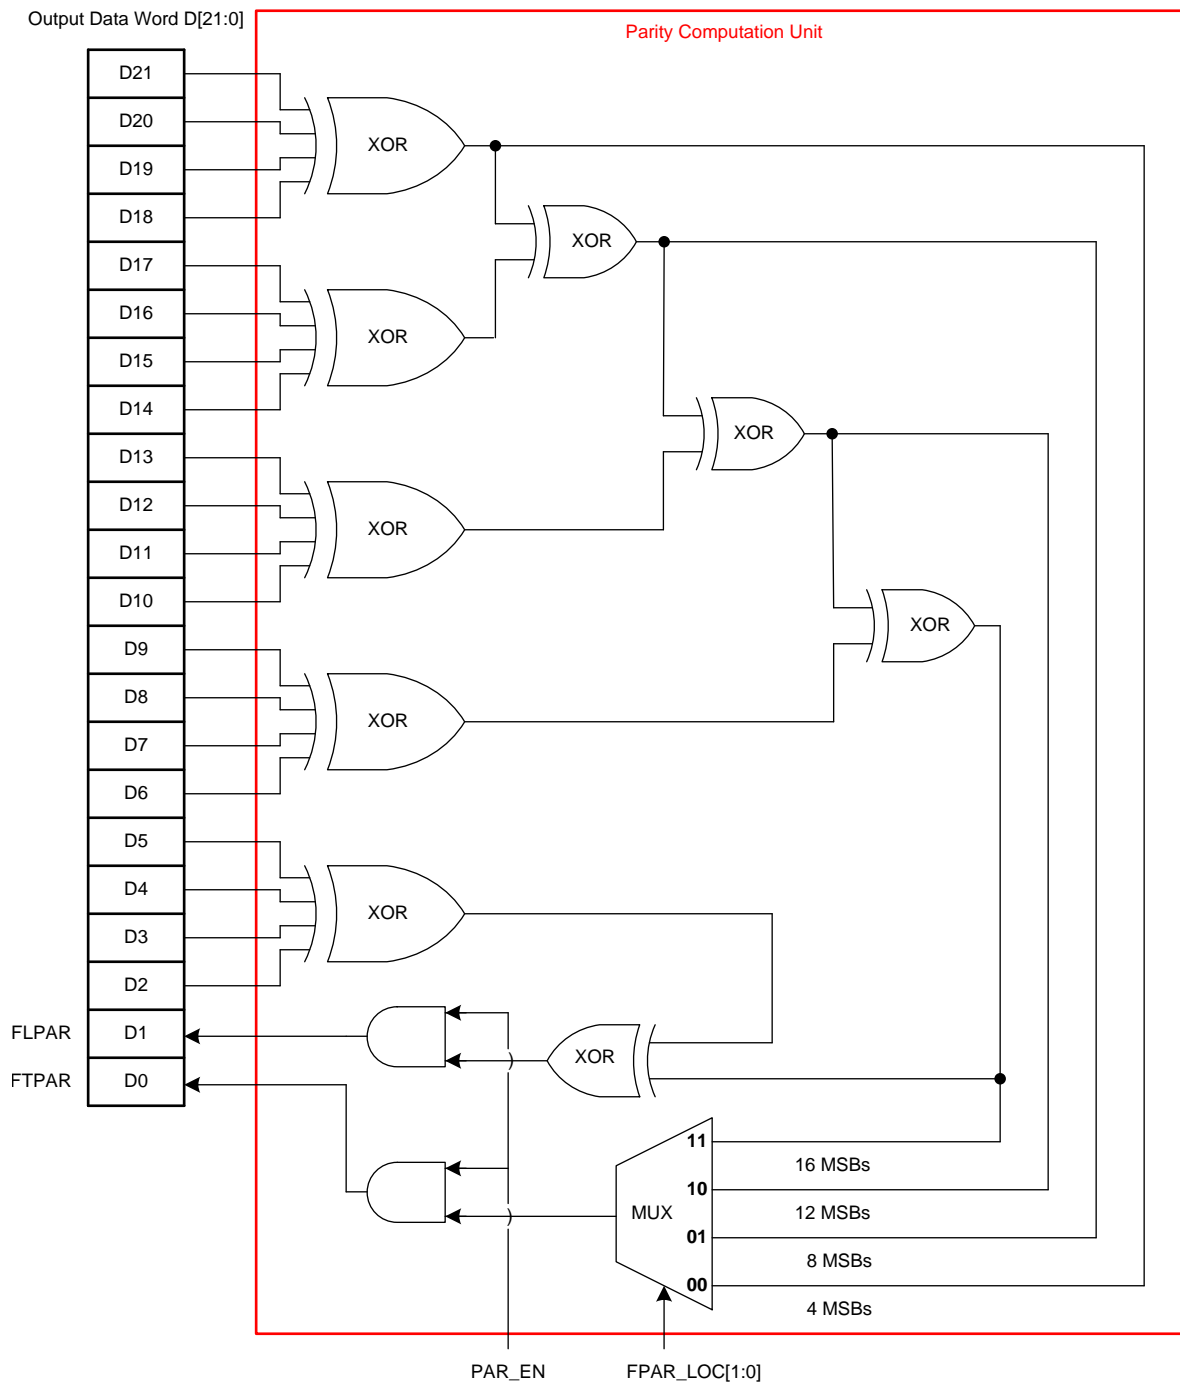 Output Data Word D[21:0]
Parity Computation Unit
D21
D20
D19
D18
D17
D16
D15
D14
D13
D12
D11
D10
D9
D8
D7
D6
D5
D4
D3
D2
FLPAR D1
FTPAR D0
XOR
XOR
XOR
XOR
XOR
XOR
XOR
XOR
XOR
11
16 MSBs
10
12 MSBs
MUX
01
8 MSBs
00
4 MSBs
PAR_EN
FPAR_LOC[1:0]